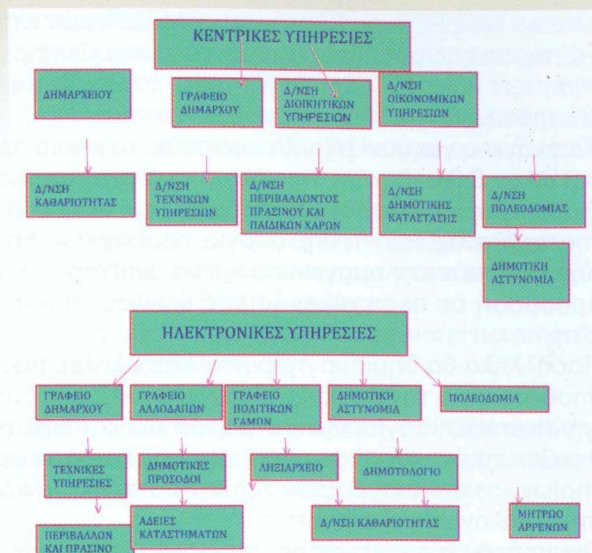 ΚΕΝΤΡΙΚΕΣ ΥΠΗΡΕΣΙΕΣ
ΔΗΜΑΡΧΕΙΟΥ
ΓΡΑΦΕΙΟ
ΔΗΜΑΡΧΟΥ
Δ/ΝΣΗ
ΔΙΟΙΚΗΤΙΚΩΝ
ΥΠΗΡΕΣΙΩΝ
Δ/ΝΣΗ
ΟΙΚΟΝΟΜΙΚΩΝ
ΥΠΗΡΕΣΙΩΝ
Δ/ΝΣΗ
ΚΑΘΑΡΙΟΤΗΤΑΣ
Δ/ΝΣΗ
ΤΕΧΝΙΚΩΝ
ΥΠΗΡΕΣΙΩΝ
Δ/ΝΣΗ
ΠΕΡΙΒΑΛΛΟΝΤΟΣ
ΠΡΑΣΙΝΟΥ ΚΑΙ
ΠΑΙΔΙΚΩΝ ΧΑΡΩΝ
Δ/ΝΣΗ
ΔΗΜΟΤΙΚΗΣ
ΚΑΤΑΣΤΑΣΗΣ
Δ/ΝΣΗ
ΠΟΛΕΟΔΟΜΙΑΣ
ΔΗΜΟΤΙΚΗ
ΑΣΤΥΝΟΜΙΑ
ΗΛΕΚΤΡΟΝΙΚΕΣ ΥΠΗΡΕΣΙΕΣ
ΓΡΑΦΕΙΟ
ΔΗΜΑΡΧΟΥ
ΓΡΑΦΕΙΟ
ΑΛΛΟΔΑΠΩΝ
ΓΡΑΦΕΙΟ
ΠΟΛΙΤΙΚΩΝ
ΓΑΜΩΝ
ΔΗΜΟΤΙΚΗ
ΑΣΤΥΝΟΜΙΑ
ΠΟΛΕΟΔΟΜΙΑ
ΤΕΧΝΙΚΕΣ
ΥΠΗΡΕΣΙΕΣ
ΔΗΜΟΤΙΚΕΣ
ΠΡΟΣΟΔΟΙ
ΛΗΞΙΑΡΧΕΙΟ
ΔΗΜΟΤΟΛΟΓΙΟ
ΠΕΡΙΒΑΛΛΟΝ
ΚΑΙ ΠΡΑΣΙΝΟ
ΑΔΕΙΕΣ
ΚΑΤΑΣΤΗΜΑΤΩΝ
Δ/ΝΣΗ ΚΑΘΑΡΙΟΤΗΤΑΣ
ΜΗΤΡΩΟ
ΑΡΡΕΝΩΝ